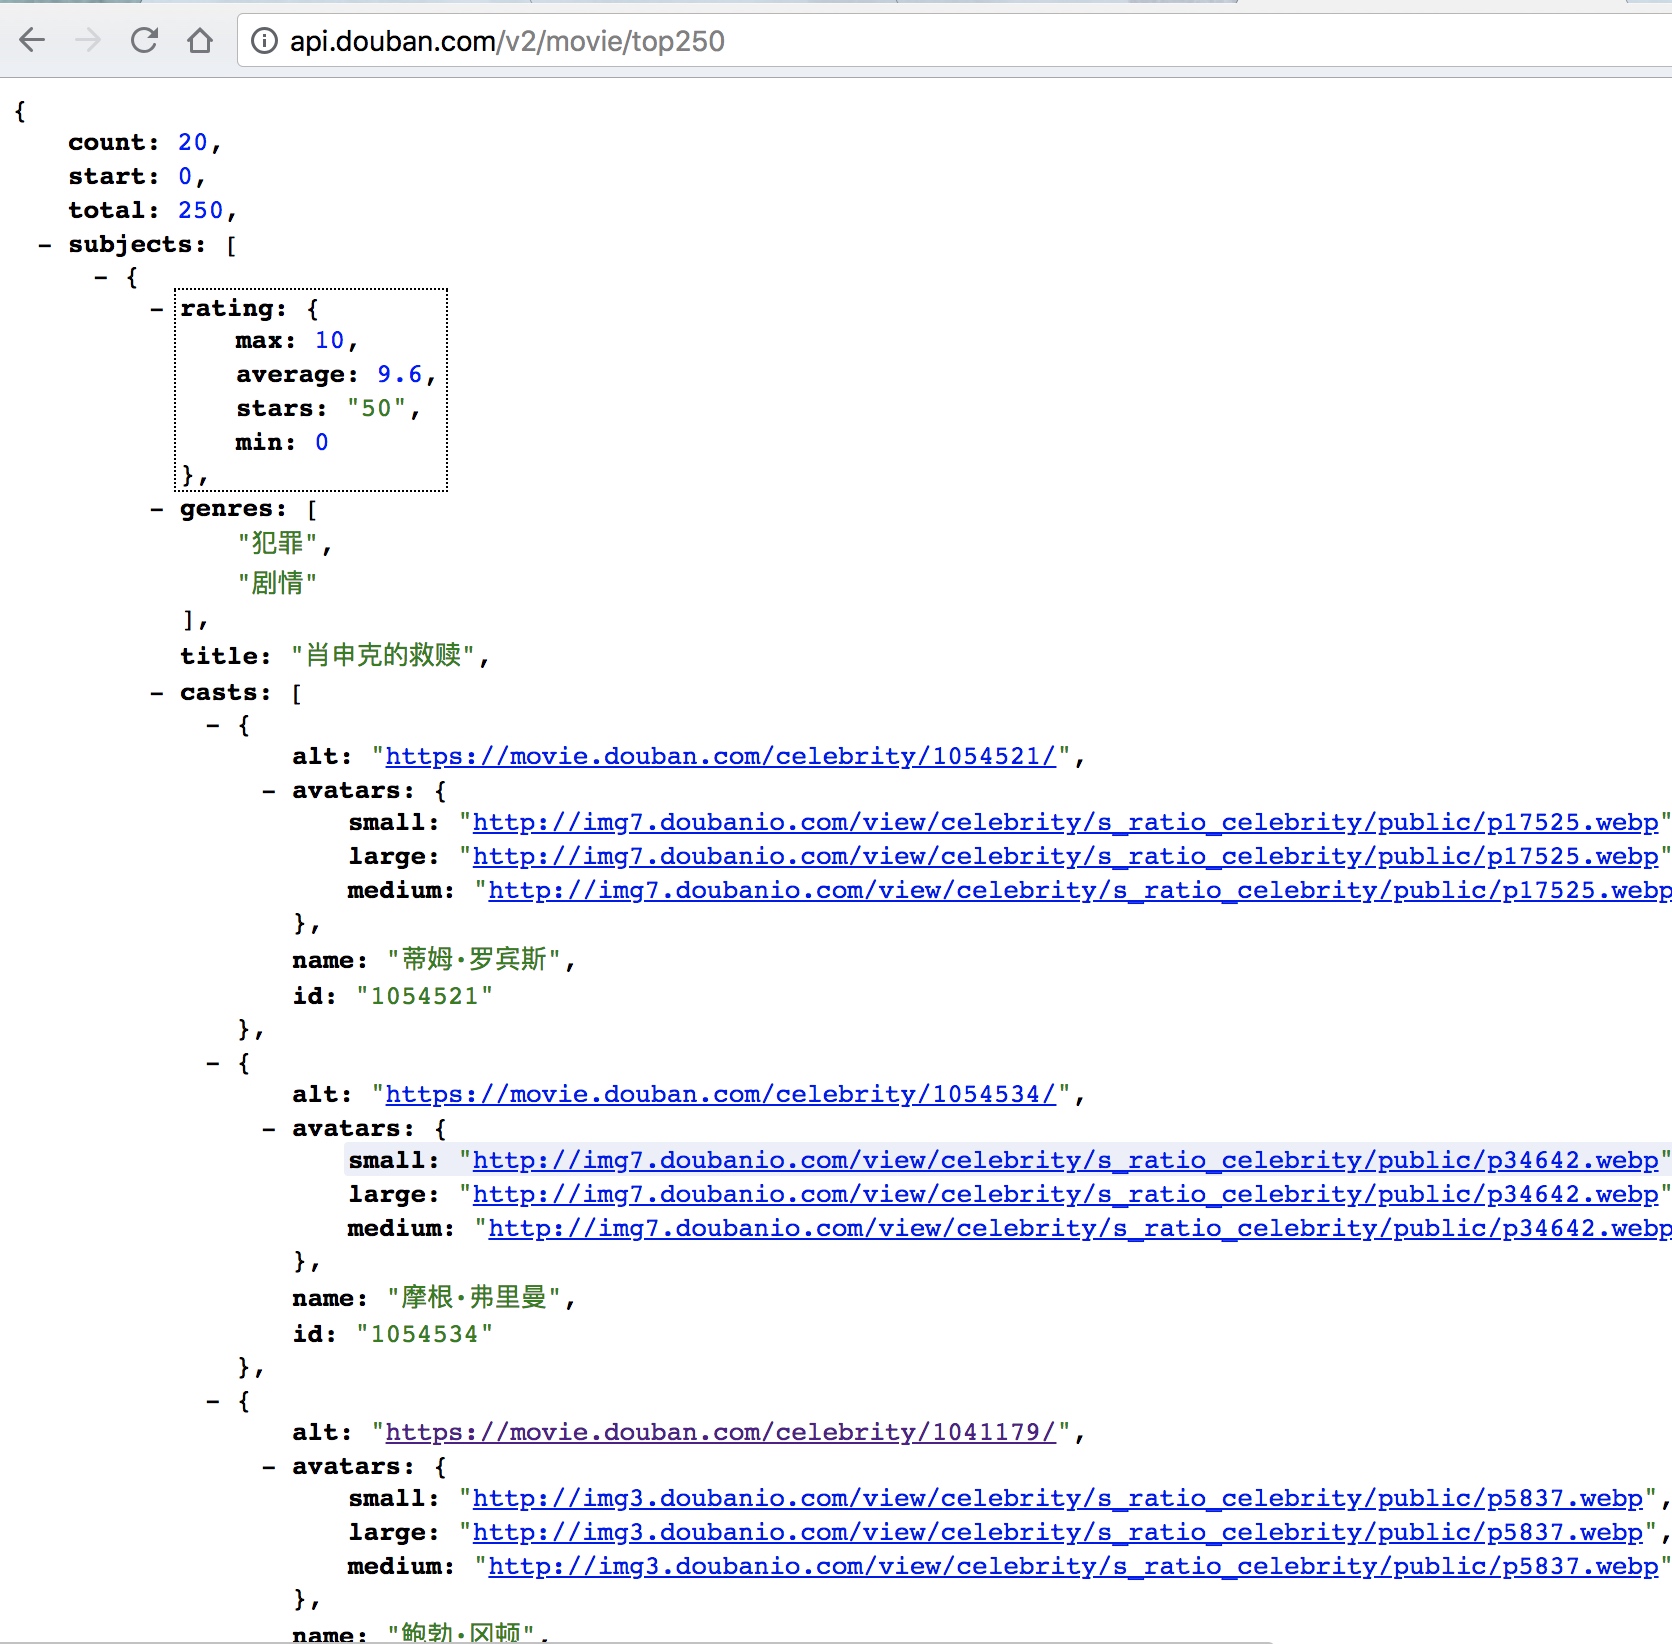 api.douban.com/v2/movie/top250
{
count: 20,
start: 0,
total: 250,
- subjects: [
- {
- rating: {
max: 10,
average: 9.6,
stars: "50",
min: 0
},
- genres: [
"犯罪",
"剧情"
],
title: "肖申克的救赎",
- casts: [
- {
alt: "https://movie.douban.com/celebrity/1054521/",
- avatars: {
small: "http://img7.doubanio.com/view/celebrity/s_ratio_celebrity/public/p17525.webp"
large: "http://img7.doubanio.com/view/celebrity/s_ratio_celebrity/public/p17525.webp"
medium: "http://img7.doubanio.com/view/celebrity/s_ratio_celebrity/public/p17525.webp
},
name: "蒂姆·罗宾斯",
id: "1054521"
},
- {
alt: "https://movie.douban.com/celebrity/1054534/",
- avatars: {
small: "http://img7.doubanio.com/view/celebrity/s_ratio_celebrity/public/p34642.webp"
large: "http://img7.doubanio.com/view/celebrity/s_ratio_celebrity/public/p34642.webp"
medium: "http://img7.doubanio.com/view/celebrity/s_ratio_celebrity/public/p34642.webp
},
name: "摩根·弗里曼",
id: "1054534"
},
- {
alt: "https://movie.douban.com/celebrity/1041179/",
- avatars: {
small: "http://img3.doubanio.com/view/celebrity/s_ratio_celebrity/public/p5837.webp",
large: "http://img3.doubanio.com/view/celebrity/s_ratio_celebrity/public/p5837.webp",
medium: "http://img3.doubanio.com/view/celebrity/s_ratio_celebrity/public/p5837.webp"
},
name: "鲍勃·冈顿",